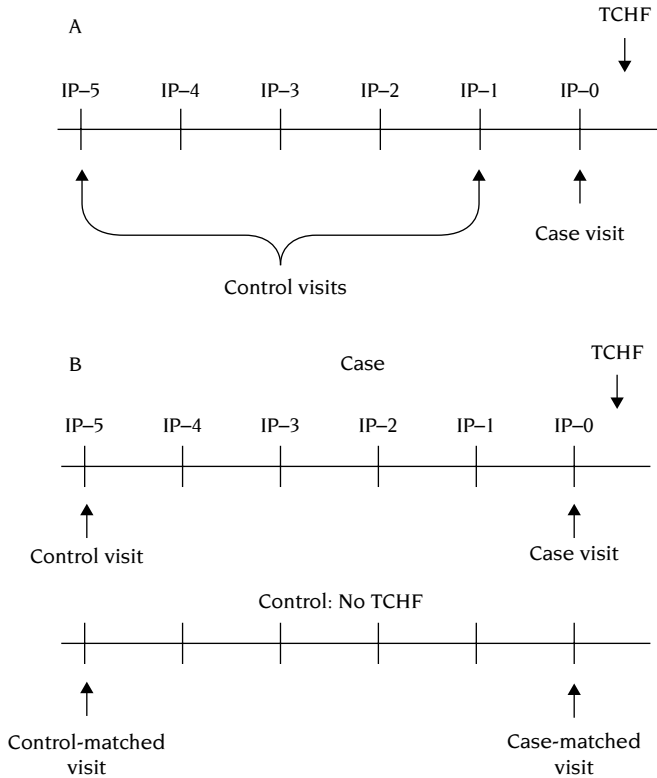 A
TCHF
IP–5 IP–4 IP–3 IP–2 IP–1 IP–0
Case visit
Control visits
B Case TCHF
IP–5 IP–4 IP–3 IP–2 IP–1 IP–0
Control visit Case visit
Control: No TCHF
Control-matched
visit
Case-matched
visit